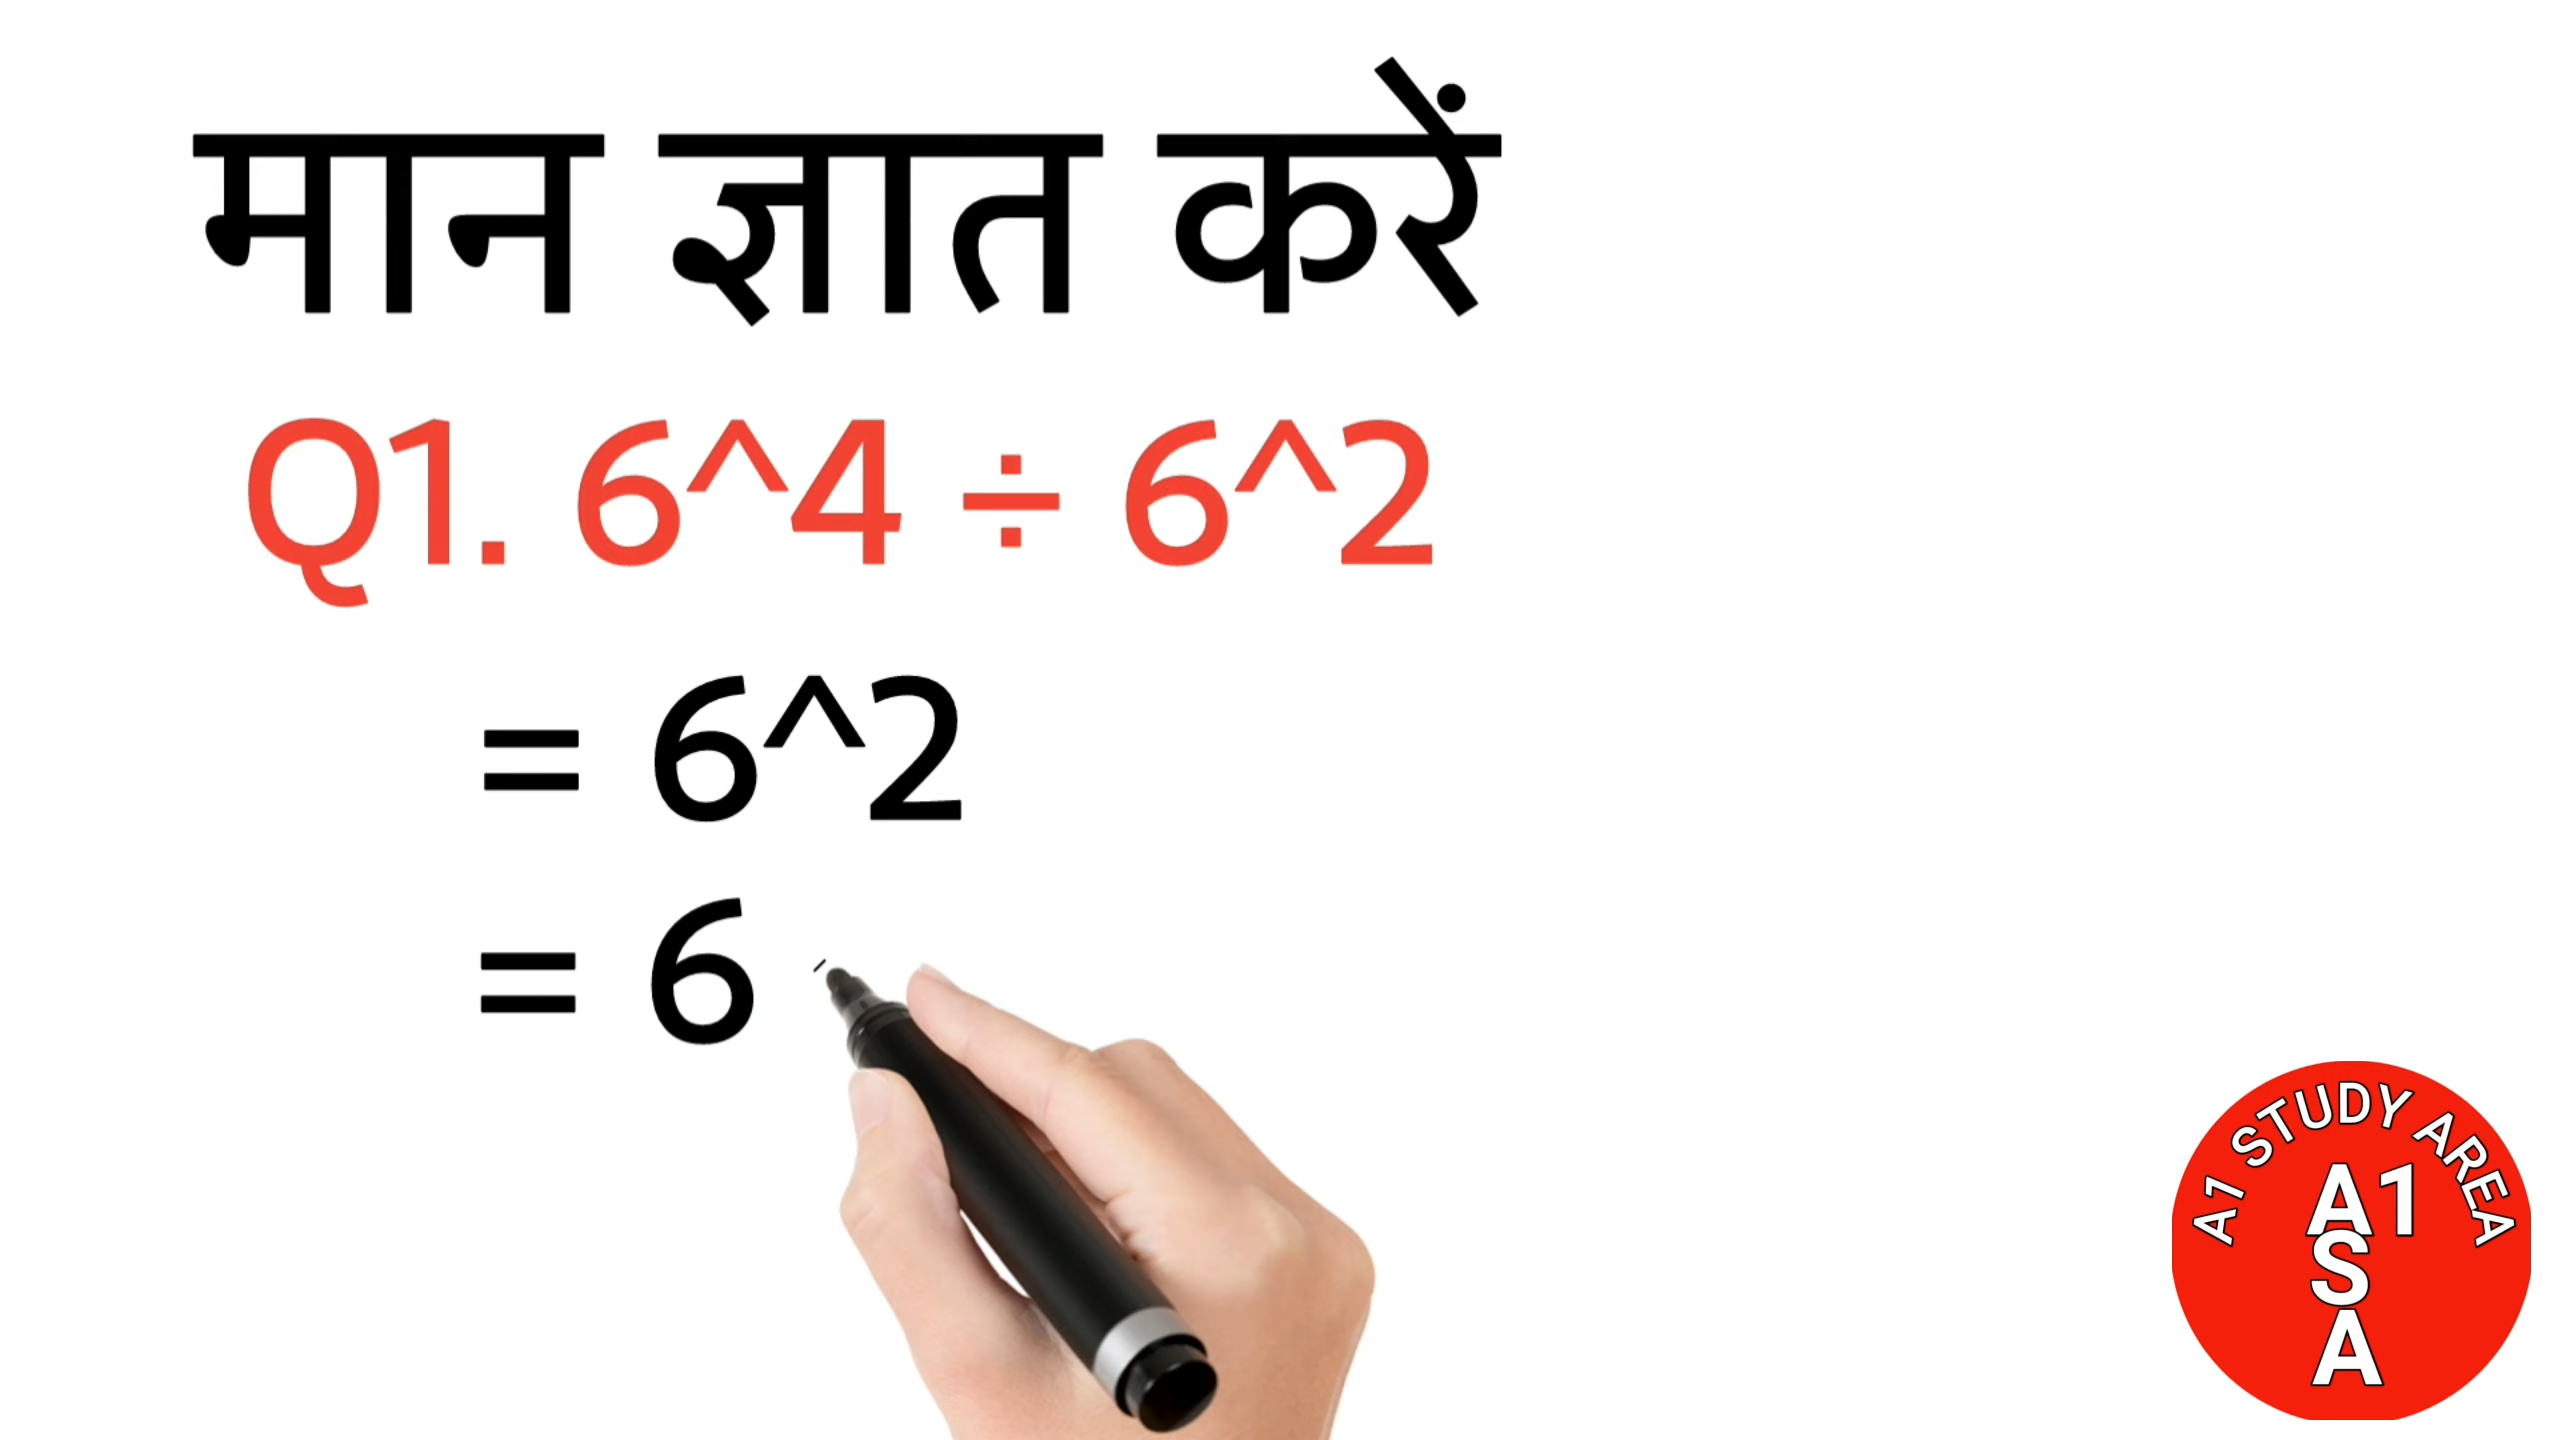 मान ज्ञात करें
Q1. 6^4 ÷ 6^2
= 6^2
= 6
A1 STUDY AREA
A1
S
A